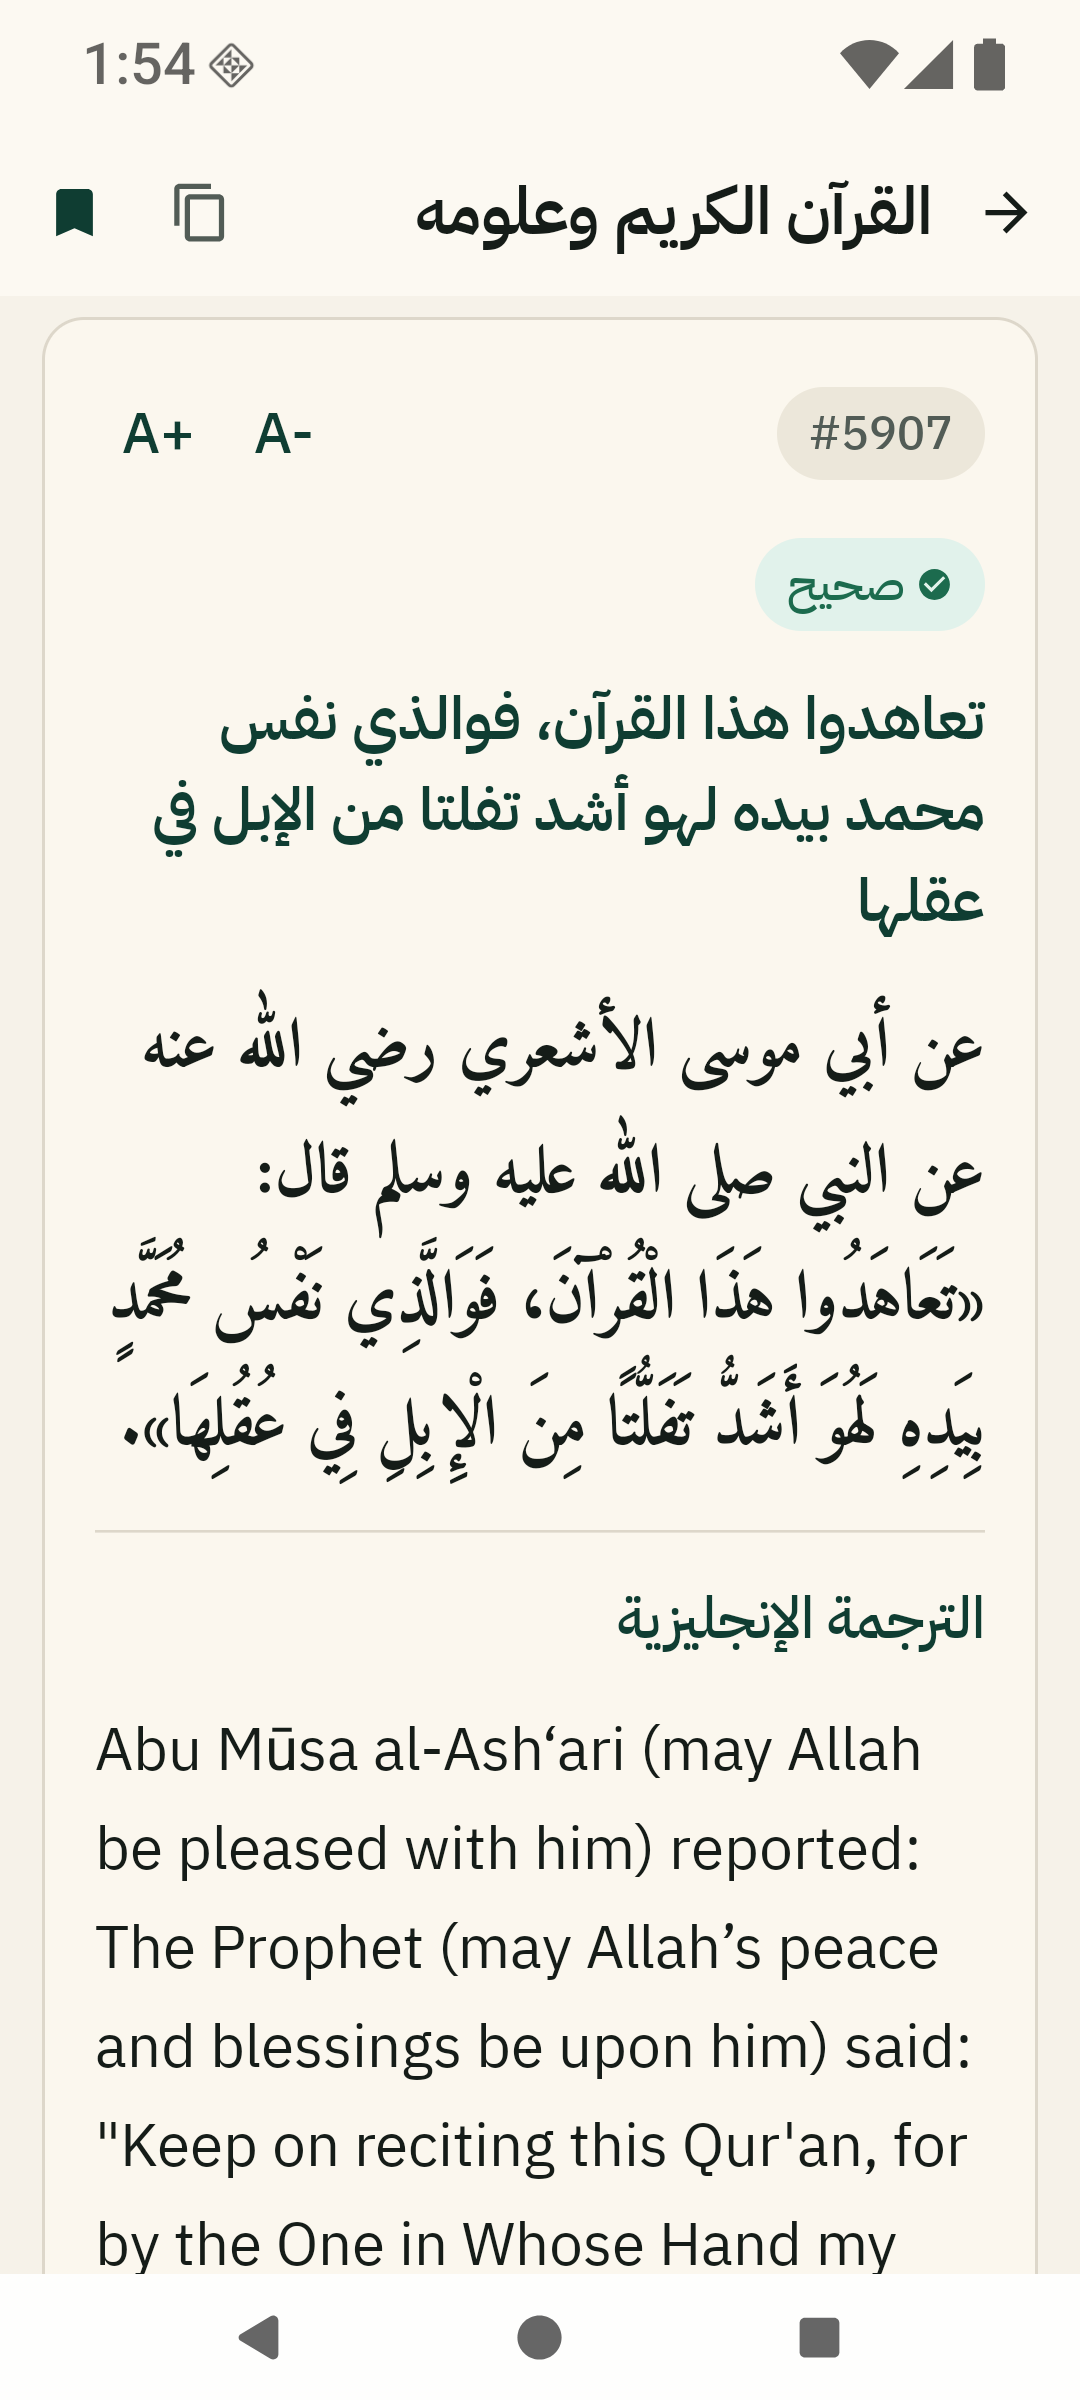 1:54
القرآن الكريم وعلومه
A+ A-
#5907
صحيح
تعاهدوا هذا القرآن، فوالذي نفس
محمد بيده لهو أشد تفلتا من الإبل في
عقلها
عن أبي موسى الأشعري رضي الله عنه
عن النبي صلى الله عليه وسلم قال:
«تَعَاهَدُوا هَذَا الْقُرْآنَ، فَوَالَّذِي نَفْسُ مُحَمَّدٍ
بِيَدِهِ لَهُوَ أَشَدُّ تَفَلُّتًا مِنَ الْإِبِلِ فِي عُقُلِهَا».
الترجمة الإنجليزية
Abu Mūsa al-Ash‘ari (may Allah
be pleased with him) reported:
The Prophet (may Allah’s peace
and blessings be upon him) said:
"Keep on reciting this Qur'an, for
by the One in Whose Hand my